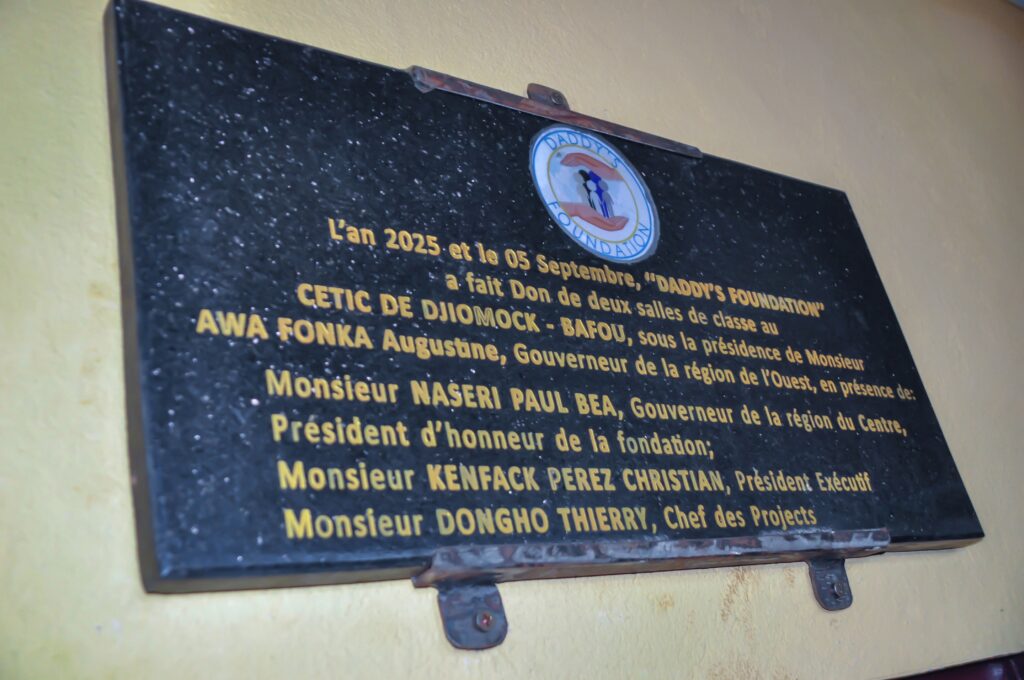 DADDY'S
FOUNDATION
L'an 2025 et le 05 Septembre, "DADDY'S FOUNDATION"
a fait Don de deux salles de classe au
CETIC DE DJIOMOCK - BAFOU, sous la présidence de Monsieur
AWA FONKA Augustine, Gouverneur de la région de l'Ouest, en présence de:
Monsieur NASERI PAUL BEA, Gouverneur de la région du Centre,
Président d'honneur de la fondation;
Monsieur KENFACK PEREZ CHRISTIAN, Président Exécutif
Monsieur DONGHO THIERRY, Chef des Projects